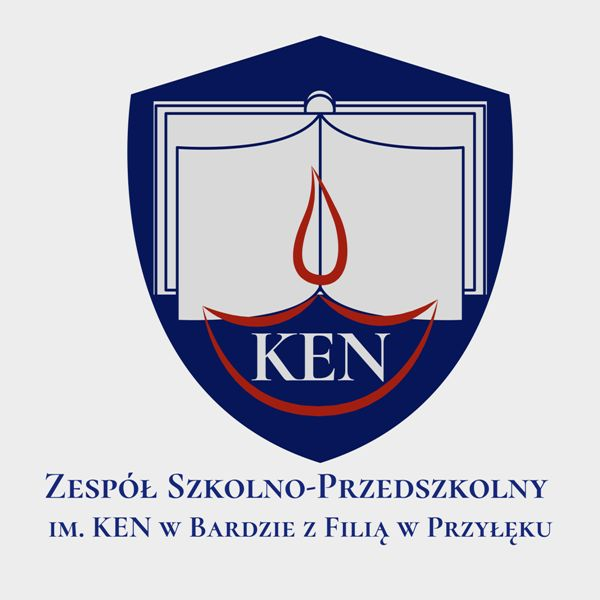 KEN
Zespół Szkolno-Przedszkolny
im. KEN w Bardzie z Filią w Przyłęku